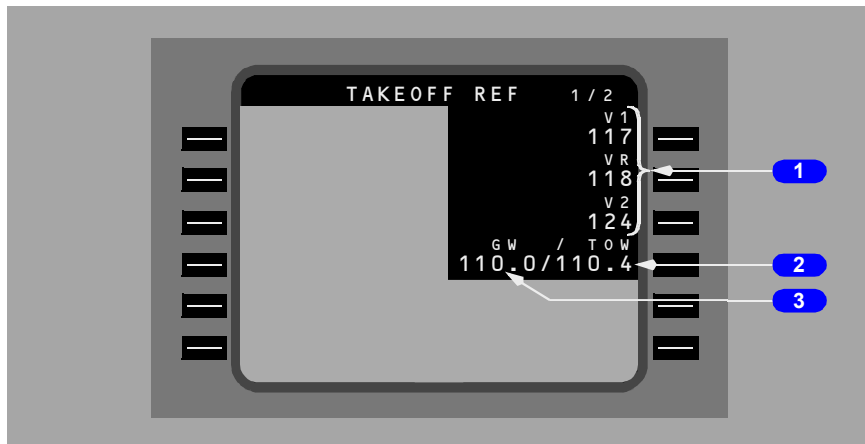 TAKEOFF REF 1/2
V1
117
VR
118
V2
124
GW / TOW
110.0/110.4
1
2
3